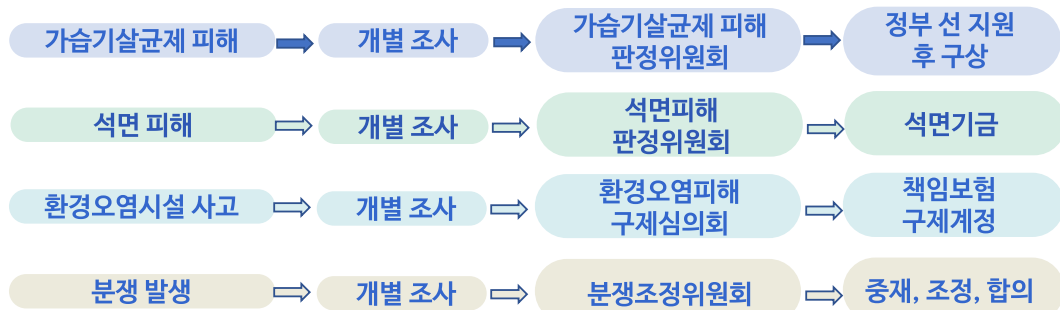 가습기살균제 피해
개별 조사
가습기살균제 피해
판정위원회
정부 선 지원
후 구상
석면 피해
개별 조사
석면피해
판정위원회
석면기금
환경오염시설 사고
개별 조사
환경오염피해
구제심의회
책임보험
구제계정
분쟁 발생
개별 조사
분쟁조정위원회
중재, 조정, 합의